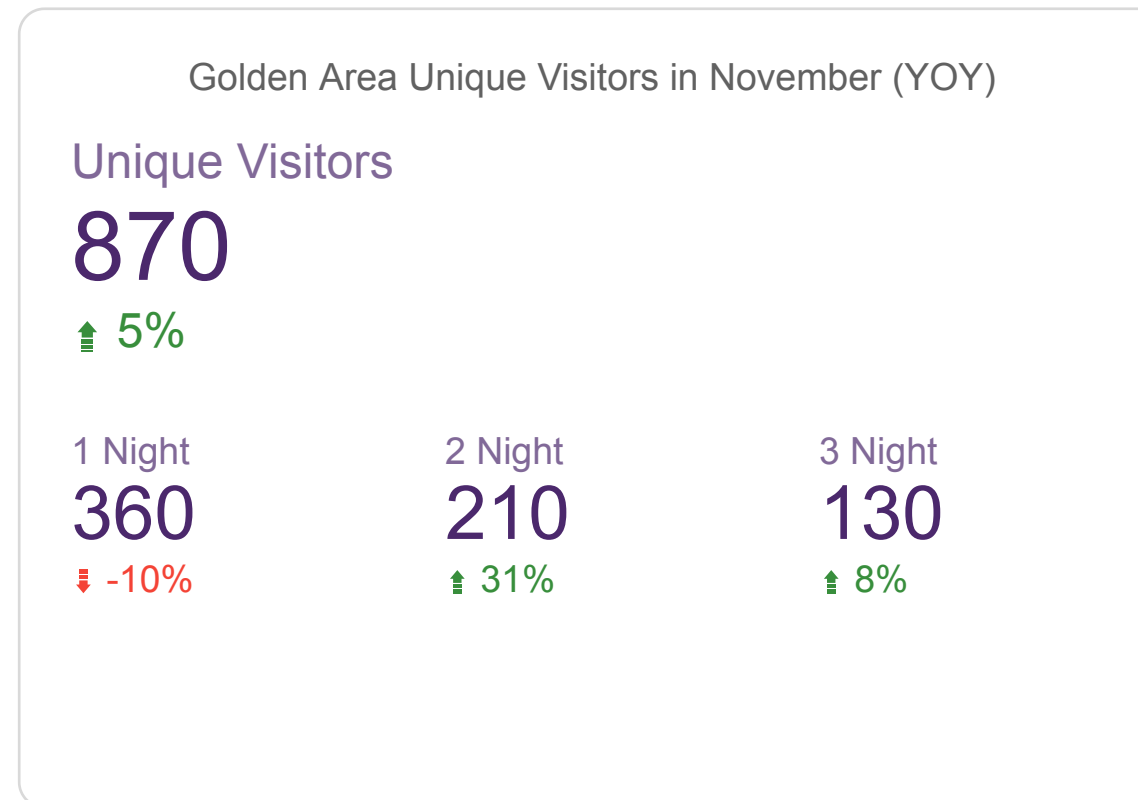 Golden Area Unique Visitors in November (YOY)
Unique Visitors
870
5%
1 Night 2 Night 3 Night
360 210 130
-10% 31% 8%